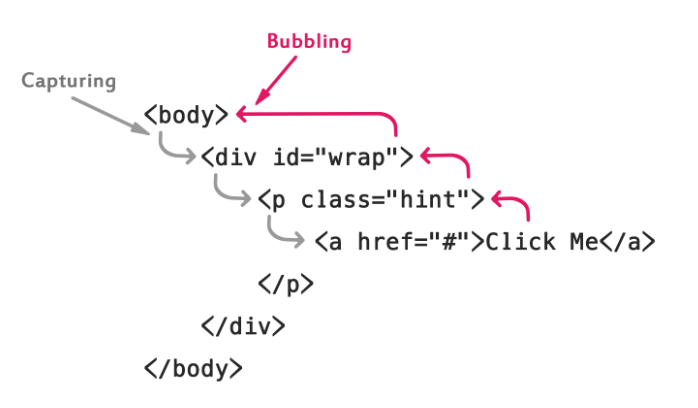 Bubbling
Capturing
<body>
<div id="wrap">
<p class="hint">
<a href="#">Click Me</a>
</p>
</div>
</body>